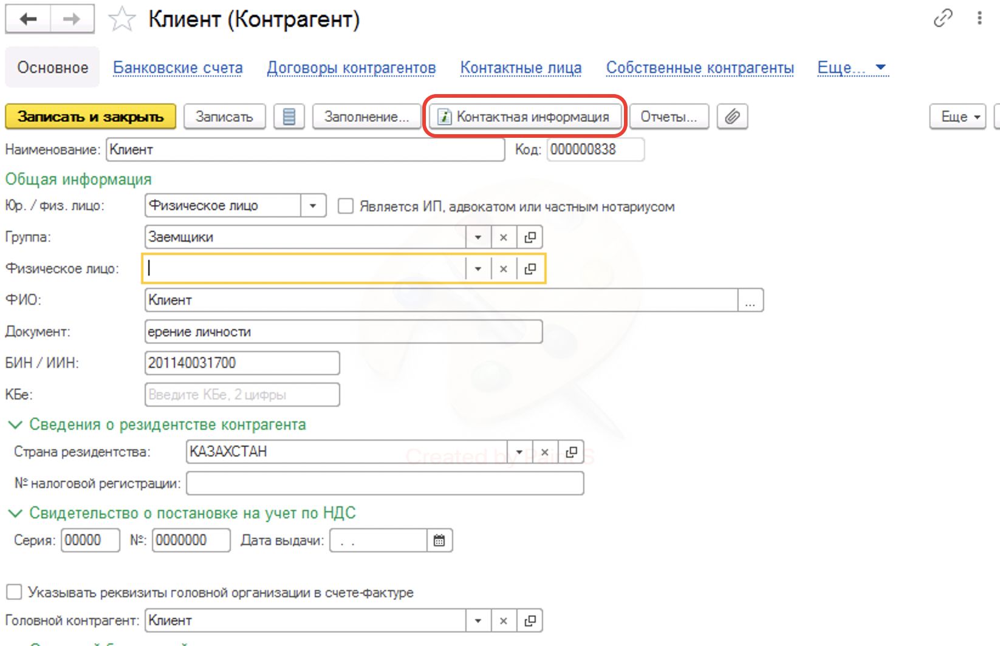 Клиент (Контрагент)
Основное Банковские счета Договоры контрагентов Контактные лица Собственные контрагенты Еще...
Записать и закрыть Записать Заполнение... Контактная информация Отчеты... Еще
Наименование: Клиент Код: 000000838
Общая информация
Юр. / физ. лицо: Физическое лицо Является ИП, адвокатом или частным нотариусом
Группа: Заемщики
Физическое лицо:
ФИО: Клиент ...
Документ: ерение личности
БИН / ИИН: 201140031700
КБе: Введите КБе, 2 цифры
Сведения о резидентстве контрагента
Страна резидентства: КАЗАХСТАН
Created by Paint S
№ налоговой регистрации:
Свидетельство о постановке на учет по НДС
Серия: 00000 №: 0000000 Дата выдачи: . .
Указывать реквизиты головной организации в счете-фактуре
Головной контрагент: Клиент